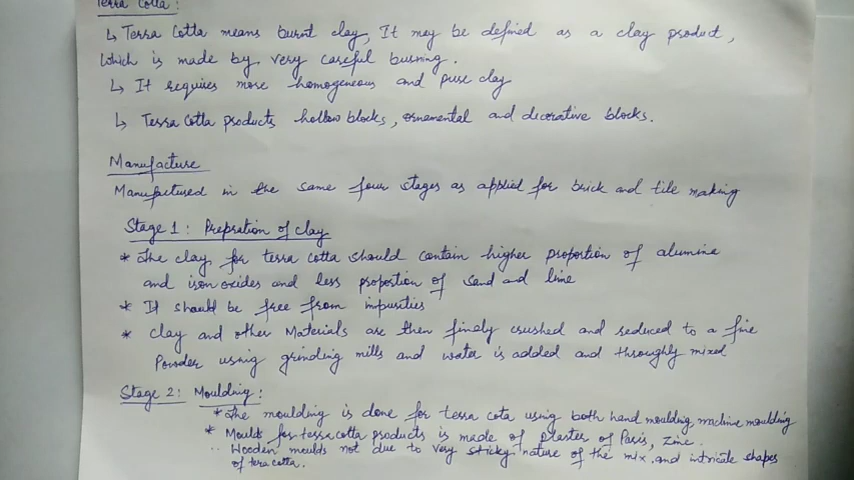 Terra Cotta :
↳ Terra Cotta means burnt clay, It may be defined as a clay product,
which is made by very careful burning.
↳ It requires more homogeneous and pure clay
↳ Terra Cotta products hollow blocks, ornemental and decorative blocks.
Manufacture
Manufactured in the same four stages as applied for brick and tile making
Stage 1: Prepration of clay
* The clay for terra cotta should contain higher proportion of alumina
and iron oxides and less proportion of sand and lime
* It should be free from impurities
* Clay and other Materials are then finely crushed and reduced to a fine
Powder using grinding mills and water is added and throughly mixed
Stage 2: Moulding:
* The moulding is done for terra cota using both hand moulding, machine moulding
* Moulds for terracotta products is made of plaster of Paris, zinc.
Wooden moulds not due to very sticky nature of the mix. and intricate shapes
of tera cotta.